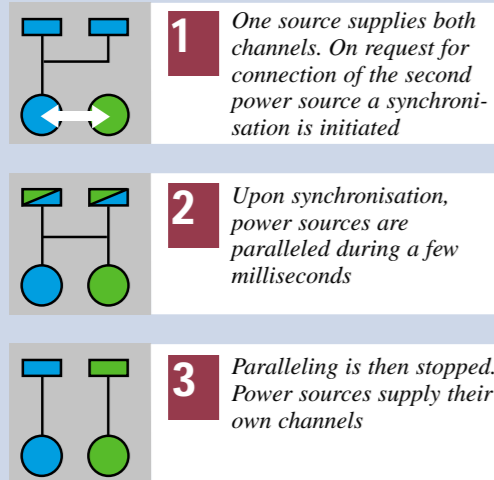 1
One source supplies both
channels. On request for
connection of the second
power source a synchroni-
sation is initiated
2
Upon synchronisation,
power sources are
paralleled during a few
milliseconds
3
Paralleling is then stopped.
Power sources supply their
own channels